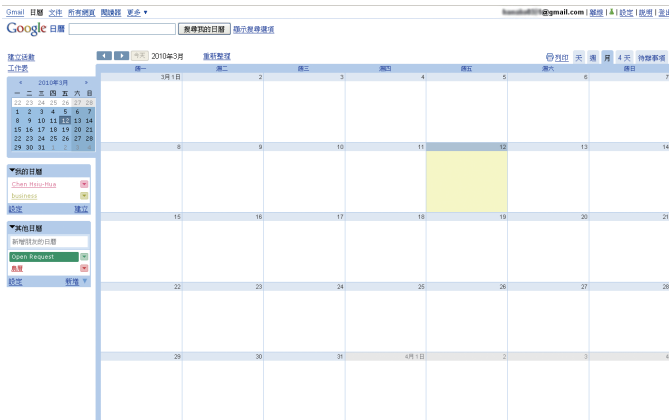 Gmail 日曆 文件 所有網頁 閱讀器 更多 ▼
@gmail.com | 離線 | | 設定 | 說明 | 登出
Google 日曆 搜尋我的日曆 顯示搜尋選項
建立活動
工作表
今天 2010年3月 重新整理
列印 天 週 月 4 天 待辦事項
週一 週二 週三 週四 週五 週六 週日
« 2010年3月 »
一 二 三 四 五 六 日
22 23 24 25 26 27 28
1 2 3 4 5 6 7
8 9 10 11 12 13 14
15 16 17 18 19 20 21
22 23 24 25 26 27 28
29 30 31 1 2 3 4
我的日曆
Chen Hsiu-Hua
business
設定 建立
其他日曆
新增朋友的日曆
Open Request
農曆
設定 新增 ▼
3月 1日 2 3 4 5 6 7
8 9 10 11 12 13 14
15 16 17 18 19 20 21
22 23 24 25 26 27 28
29 30 31 4月 1日 2 3 4